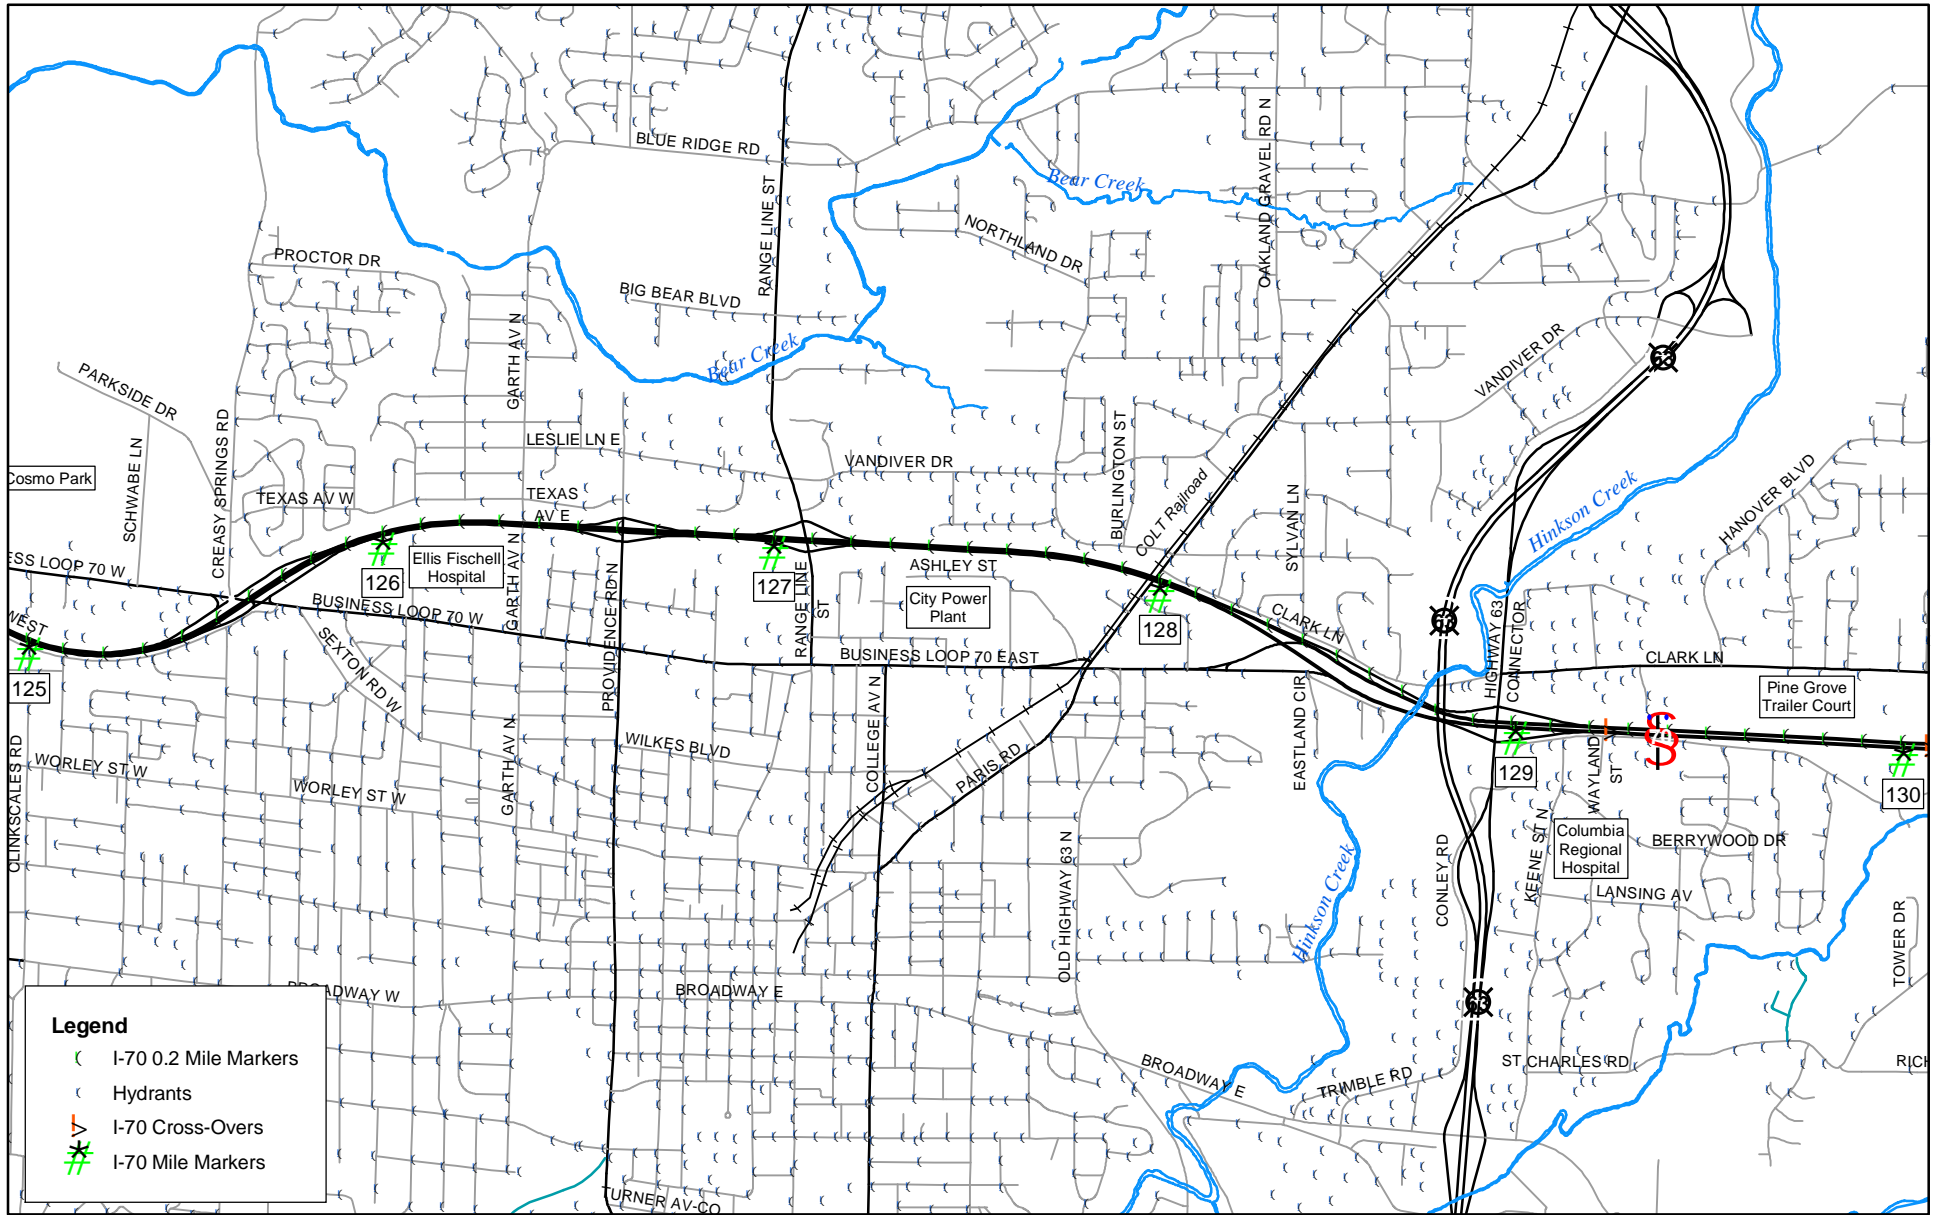 BLUE RIDGE RD
OAKLAND GRAVEL RD N
RANGE LINE ST
Bear Creek
NORTHLAND DR
PROCTOR DR
BIG BEAR BLVD
GARTH AV N
Bear Creek
VANDIVER DR
63
PARKSIDE DR
CREASY SPRINGS RD
SCHWABE LN
LESLIE LN E
VANDIVER DR
BURLINGTON ST
COLT Railroad
SYLVAN LN
Hinkson Creek
HANOVER BLVD
Cosmo Park
TEXAS AV W
TEXAS
AV E
ESS LOOP 70 W
126
Ellis Fischell
Hospital
GARTH AV N
127
RANGE LINE
ST
ASHLEY ST
City Power
Plant
128
CLARK LN
63
HIGHWAY 63
CONNECTOR
BUSINESS LOOP 70 W
PROVIDENCE RD N
WEST
SEXTON RD W
BUSINESS LOOP 70 EAST
CLARK LN
125
COLLEGE AV N
EASTLAND CIR
Pine Grove
Trailer Court
70
129
130
WAYLAND
ST
CLINKSCALES RD
WORLEY ST W
WORLEY ST W
GARTH AV N
WILKES BLVD
PARIS RD
OLD HIGHWAY 63 N
Hinkson Creek
CONLEY RD
KEENE ST N
Columbia
Regional
Hospital
BERRYWOOD DR
LANSING AV
TOWER DR
BROADWAY W
BROADWAY E
63
BROADWAY E
TRIMBLE RD
ST CHARLES RD
RICH
TURNER AV-CO
Legend
I-70 0.2 Mile Markers
Hydrants
I-70 Cross-Overs
I-70 Mile Markers